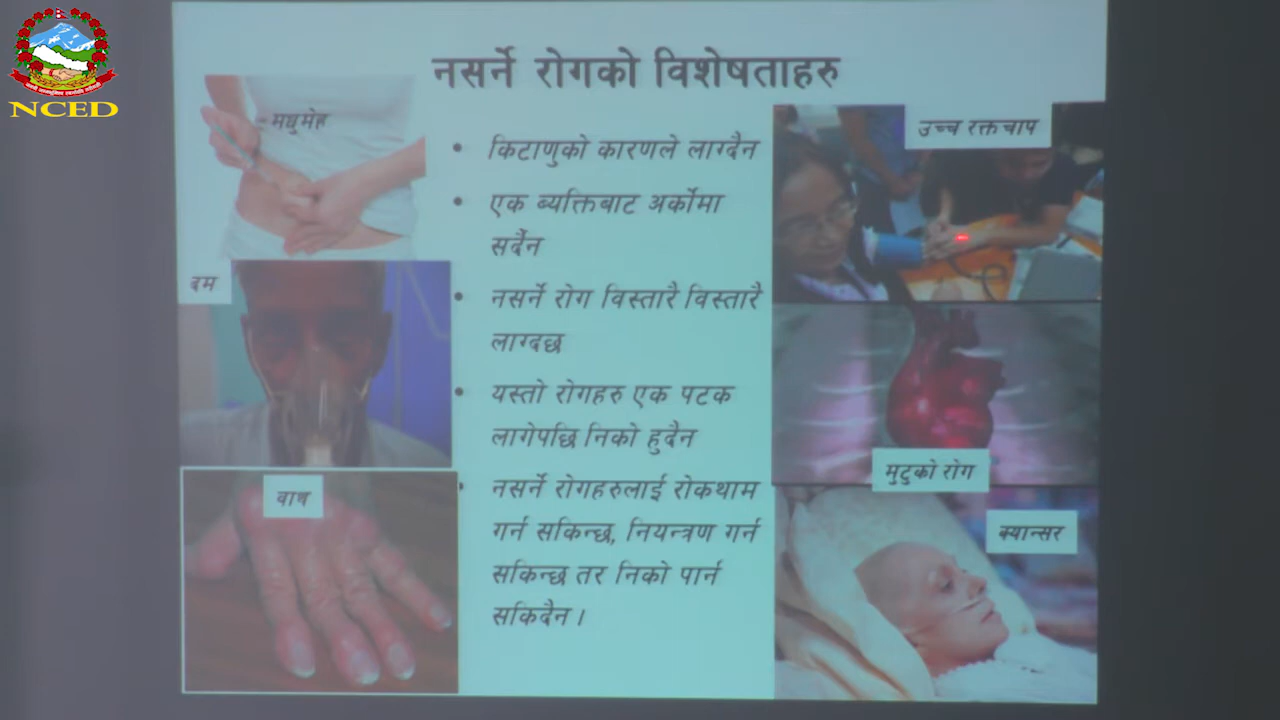 NCED
नसर्ने रोगको विशेषताहरु
मधुमेह
उच्च रक्तचाप
किटाणुको कारणले लाग्दैन
एक ब्यक्तिबाट अर्कोमा
सर्दैन
दम
नसर्ने रोग विस्तारै विस्तारै
लाग्दछ
यस्तो रोगहरु एक पटक
लागेपछि निको हुदैन
मुटुको रोग
वाथ
नसर्ने रोगहरुलाई रोकथाम
गर्न सकिन्छ, नियन्त्रण गर्न
सकिन्छ तर निको पार्न
सकिदैन ।
क्यान्सर